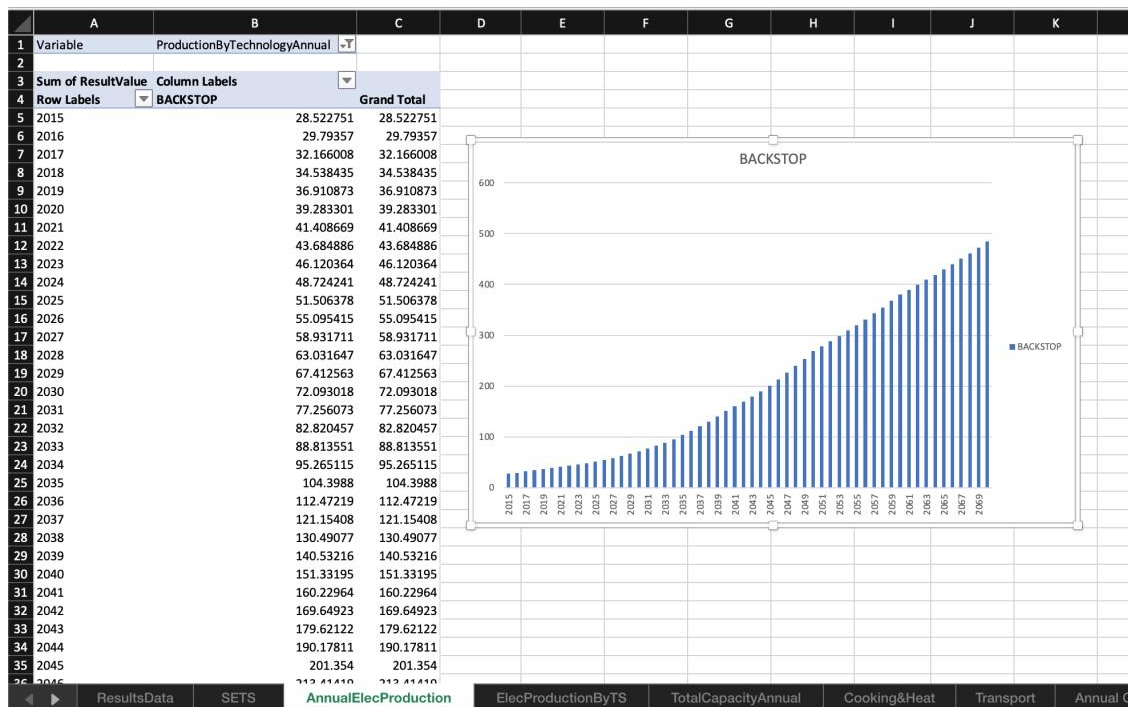 A B C D E F G H I J K
1 Variable ProductionByTechnologyAnnual
2
3 Sum of ResultValue Column Labels
4 Row Labels BACKSTOP Grand Total
5 2015 28.522751 28.522751
6 2016 29.79357 29.79357
7 2017 32.166008 32.166008
8 2018 34.538435 34.538435
9 2019 36.910873 36.910873
10 2020 39.283301 39.283301
11 2021 41.408669 41.408669
12 2022 43.684886 43.684886
13 2023 46.120364 46.120364
14 2024 48.724241 48.724241
15 2025 51.506378 51.506378
16 2026 55.095415 55.095415
17 2027 58.931711 58.931711
18 2028 63.031647 63.031647
19 2029 67.412563 67.412563
20 2030 72.093018 72.093018
21 2031 77.256073 77.256073
22 2032 82.820457 82.820457
23 2033 88.813551 88.813551
24 2034 95.265115 95.265115
25 2035 104.3988 104.3988
26 2036 112.47219 112.47219
27 2037 121.15408 121.15408
28 2038 130.49077 130.49077
29 2039 140.53216 140.53216
30 2040 151.33195 151.33195
31 2041 160.22964 160.22964
32 2042 169.64923 169.64923
33 2043 179.62122 179.62122
34 2044 190.17811 190.17811
35 2045 201.354 201.354
36 2046 213.41419 213.41419
BACKSTOP
600
500
400
300
200
100
0
2015 2017 2019 2021 2023 2025 2027 2029 2031 2033 2035 2037 2039 2041 2043 2045 2047 2049 2051 2053 2055 2057 2059 2061 2063 2065 2067 2069
BACKSTOP
ResultsData SETS AnnualElecProduction ElecProductionByTS TotalCapacityAnnual Cooking&Heat Transport Annual